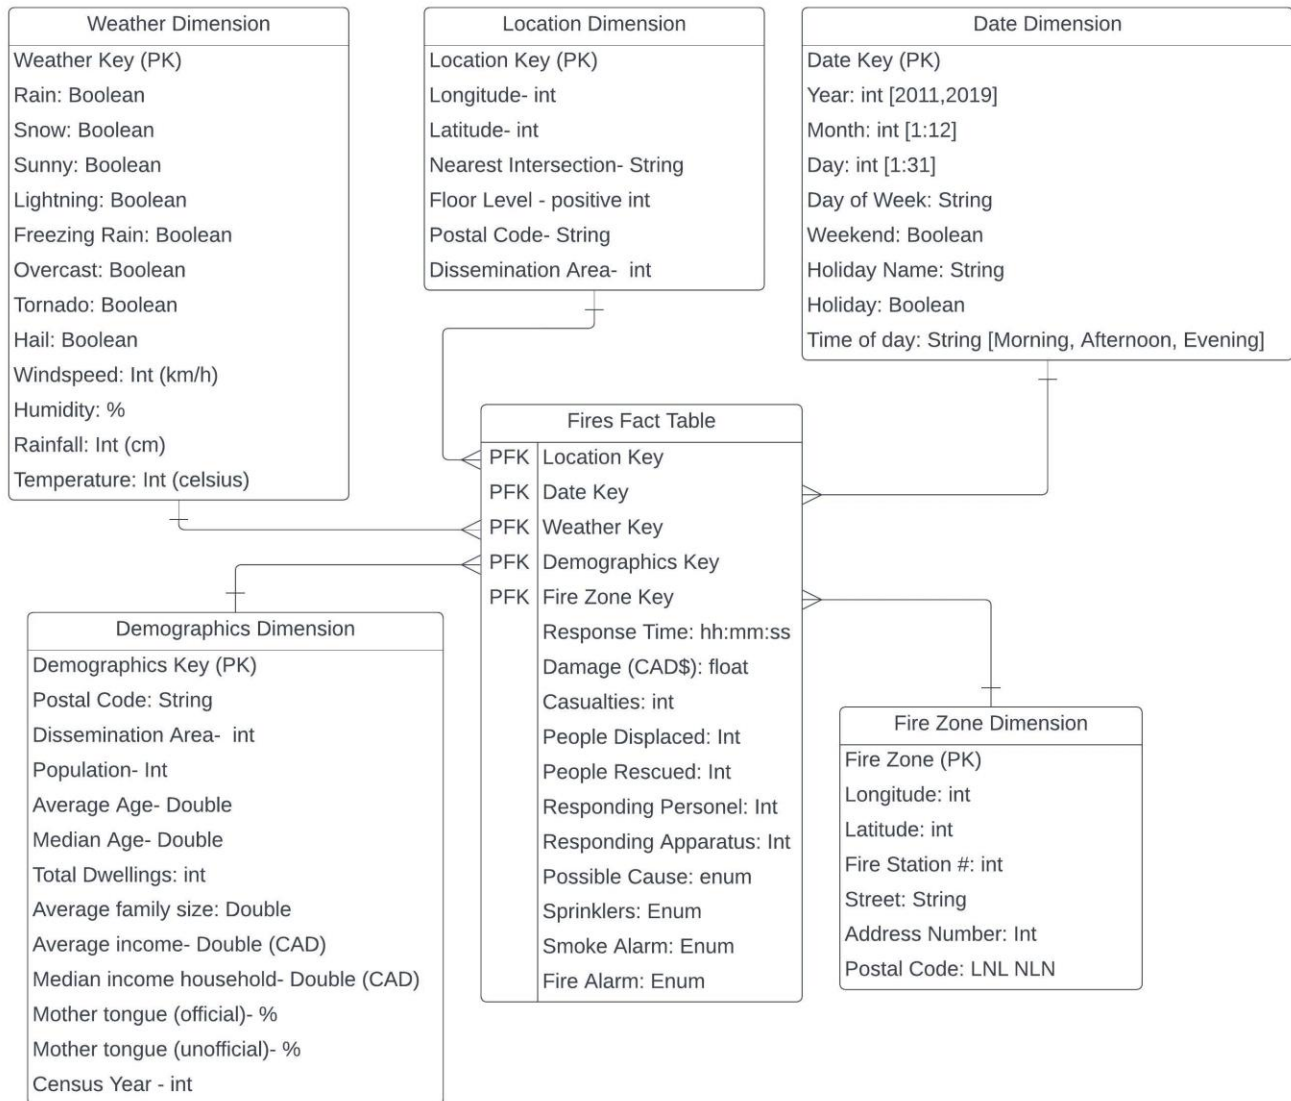 Weather Dimension
Weather Key (PK)
Rain: Boolean
Snow: Boolean
Sunny: Boolean
Lightning: Boolean
Freezing Rain: Boolean
Overcast: Boolean
Tornado: Boolean
Hail: Boolean
Windspeed: Int (km/h)
Humidity: %
Rainfall: Int (cm)
Temperature: Int (celsius)
Location Dimension
Location Key (PK)
Longitude- int
Latitude- int
Nearest Intersection- String
Floor Level - positive int
Postal Code- String
Dissemination Area-  int
Date Dimension
Date Key (PK)
Year: int [2011,2019]
Month: int [1:12]
Day: int [1:31]
Day of Week: String
Weekend: Boolean
Holiday Name: String
Holiday: Boolean
Time of day: String [Morning, Afternoon, Evening]
Fires Fact Table
PFK Location Key
PFK Date Key
PFK Weather Key
PFK Demographics Key
PFK Fire Zone Key
Response Time: hh:mm:ss
Damage (CAD$): float
Casualties: int
People Displaced: Int
People Rescued: Int
Responding Personel: Int
Responding Apparatus: Int
Possible Cause: enum
Sprinklers: Enum
Smoke Alarm: Enum
Fire Alarm: Enum
Demographics Dimension
Demographics Key (PK)
Postal Code: String
Dissemination Area-  int
Population- Int
Average Age- Double
Median Age- Double
Total Dwellings: int
Average family size: Double
Average income- Double (CAD)
Median income household- Double (CAD)
Mother tongue (official)- %
Mother tongue (unofficial)- %
Census Year - int
Fire Zone Dimension
Fire Zone (PK)
Longitude: int
Latitude: int
Fire Station #: int
Street: String
Address Number: Int
Postal Code: LNL NLN